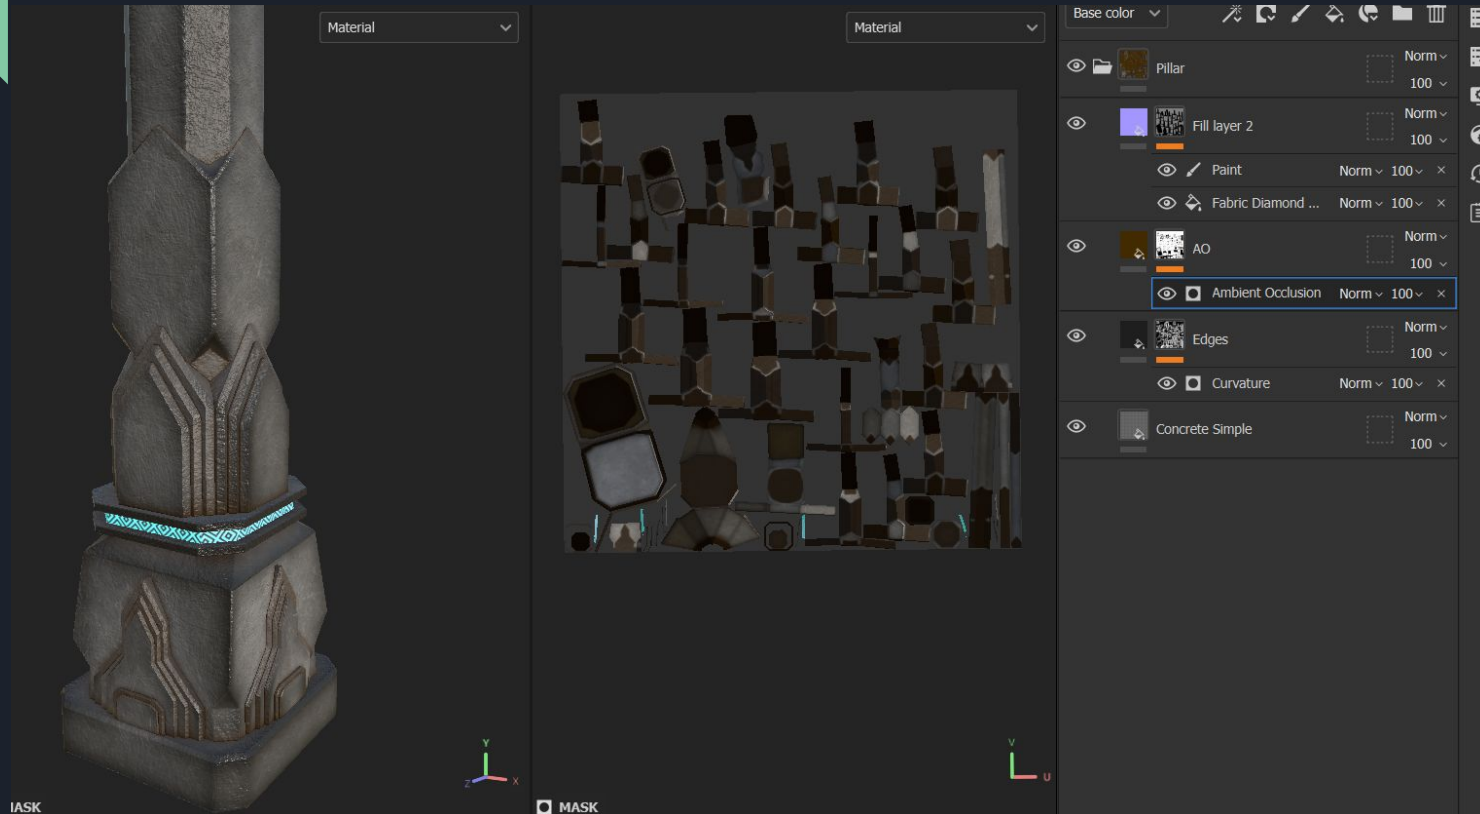 Material
Material
Base color
Pillar
Norm
100
Fill layer 2
Norm
100
Paint
Norm
100
Fabric Diamond ...
Norm
100
AO
Norm
100
Ambient Occlusion
Norm
100
Edges
Norm
100
Curvature
Norm
100
Concrete Simple
Norm
100
Y
Z
X
V
U
IASK
MASK